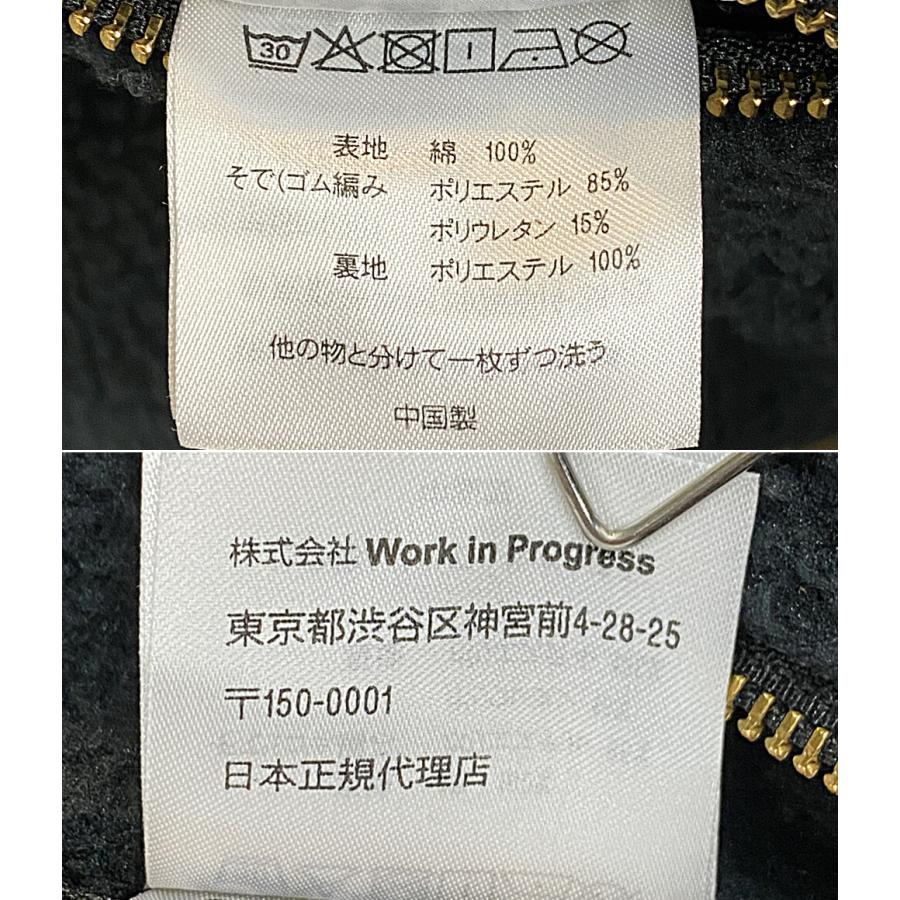 30
表地 綿 100%
そで(ゴム編み ポリエステル 85%
ポリウレタン 15%
裏地 ポリエステル 100%
他の物と分けて一枚ずつ洗う
中国製
株式会社 Work in Progress
東京都渋谷区神宮前4-28-25
〒150-0001
日本正規代理店